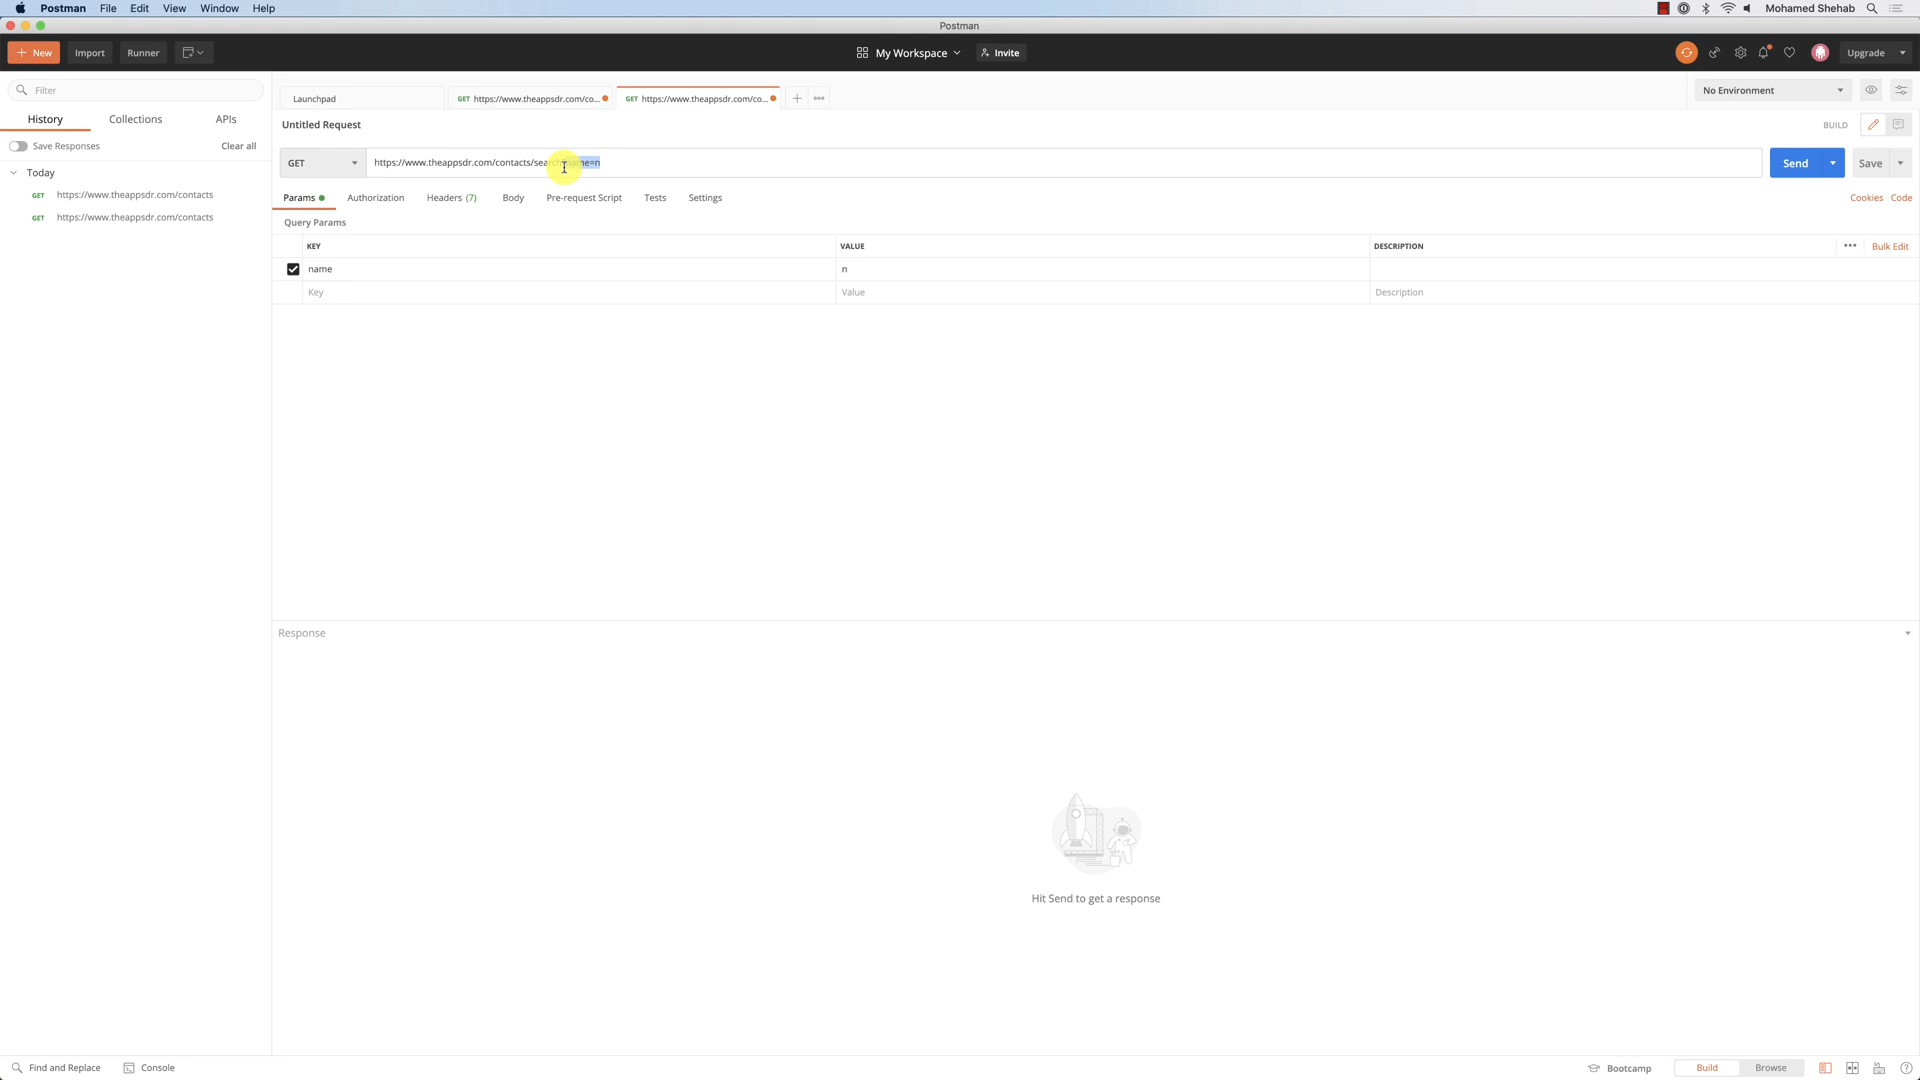 Postman File Edit View Window Help Mohamed Shehab
Postman
New Import Runner My Workspace Invite Upgrade
Filter
Launchpad GET https://www.theappsdr.com/co... GET https://www.theappsdr.com/co... No Environment
History Collections APIs
Untitled Request BUILD
Save Responses Clear all
GET https://www.theappsdr.com/contacts/search name=n Send Save
Today
GET https://www.theappsdr.com/contacts
GET https://www.theappsdr.com/contacts
Params Authorization Headers (7) Body Pre-request Script Tests Settings Cookies Code
Query Params
KEY VALUE DESCRIPTION Bulk Edit
name n
Key Value Description
Response
Hit Send to get a response
Find and Replace Console Bootcamp Build Browse